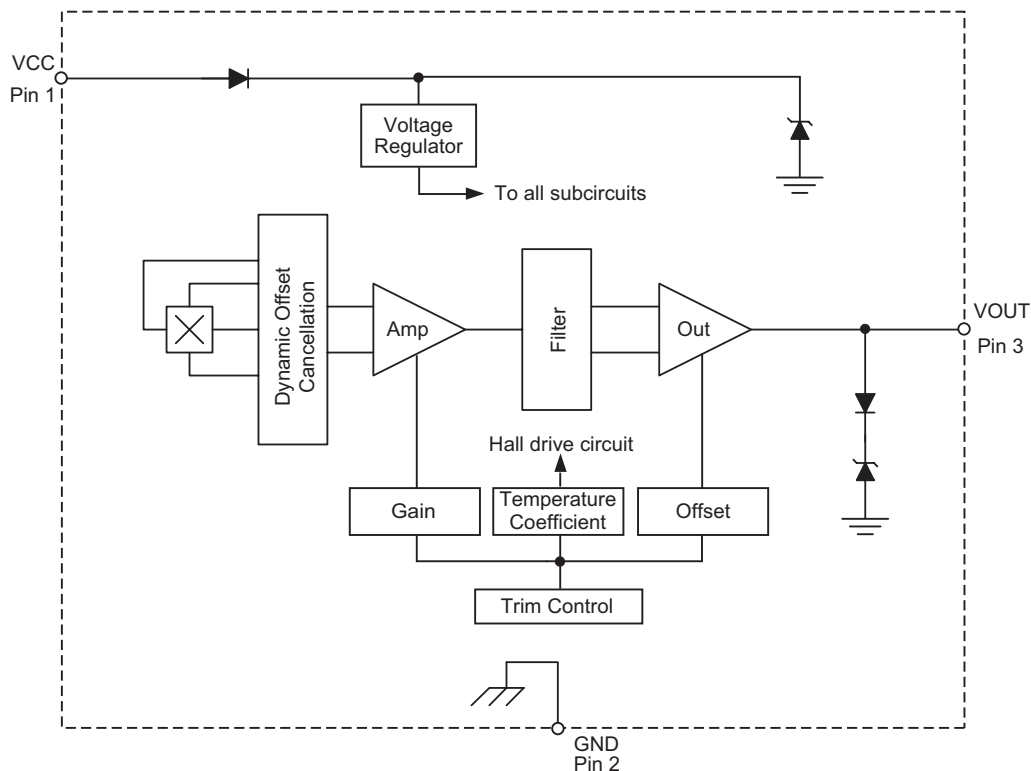 VCC
Pin 1
Voltage
Regulator
To all subcircuits
Dynamic Offset
Cancellation
Amp
Filter
Out
VOUT
Pin 3
Hall drive circuit
Gain
Temperature
Coefficient
Offset
Trim Control
GND
Pin 2